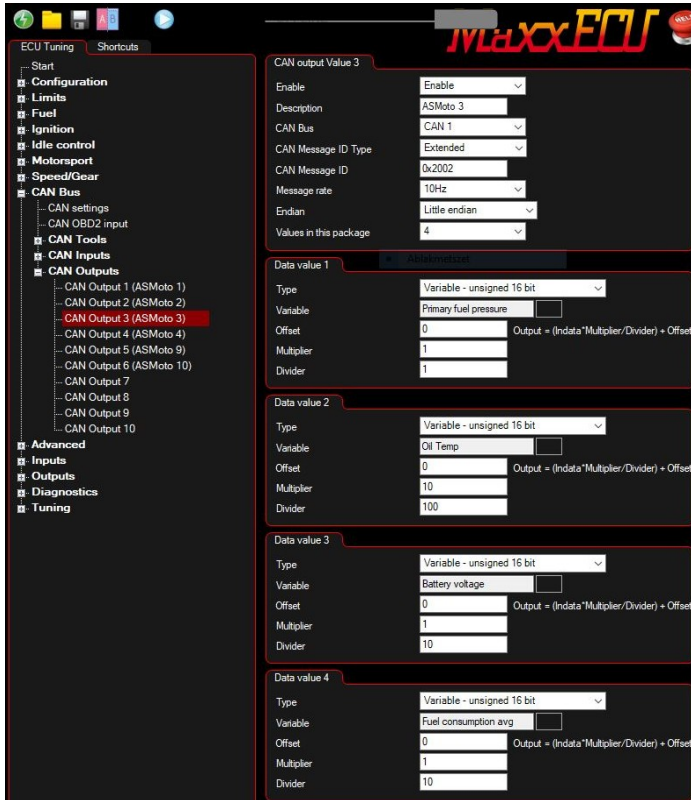 MaxxECU
HELP
ECU Tuning Shortcuts
Start
Configuration
Limits
Fuel
Ignition
Idle control
Motorsport
Speed/Gear
CAN Bus
CAN settings
CAN OBD2 input
CAN Tools
CAN Inputs
CAN Outputs
CAN Output 1 (ASMoto 1)
CAN Output 2 (ASMoto 2)
CAN Output 3 (ASMoto 3)
CAN Output 4 (ASMoto 4)
CAN Output 5 (ASMoto 9)
CAN Output 6 (ASMoto 10)
CAN Output 7
CAN Output 8
CAN Output 9
CAN Output 10
Advanced
Inputs
Outputs
Diagnostics
Tuning
CAN output Value 3
Enable Enable
Description ASMoto 3
CAN Bus CAN 1
CAN Message ID Type Extended
CAN Message ID 0x2002
Message rate 10Hz
Endian Little endian
Values in this package 4
Ablakmetszet
Data value 1
Type Variable - unsigned 16 bit
Variable Primary fuel pressure
Offset 0 Output = (Indata*Multiplier/Divider) + Offset
Multiplier 1
Divider 1
Data value 2
Type Variable - unsigned 16 bit
Variable Oil Temp
Offset 0 Output = (Indata*Multiplier/Divider) + Offset
Multiplier 10
Divider 100
Data value 3
Type Variable - unsigned 16 bit
Variable Battery voltage
Offset 0 Output = (Indata*Multiplier/Divider) + Offset
Multiplier 1
Divider 10
Data value 4
Type Variable - unsigned 16 bit
Variable Fuel consumption avg
Offset 0 Output = (Indata*Multiplier/Divider) + Offset
Multiplier 1
Divider 10